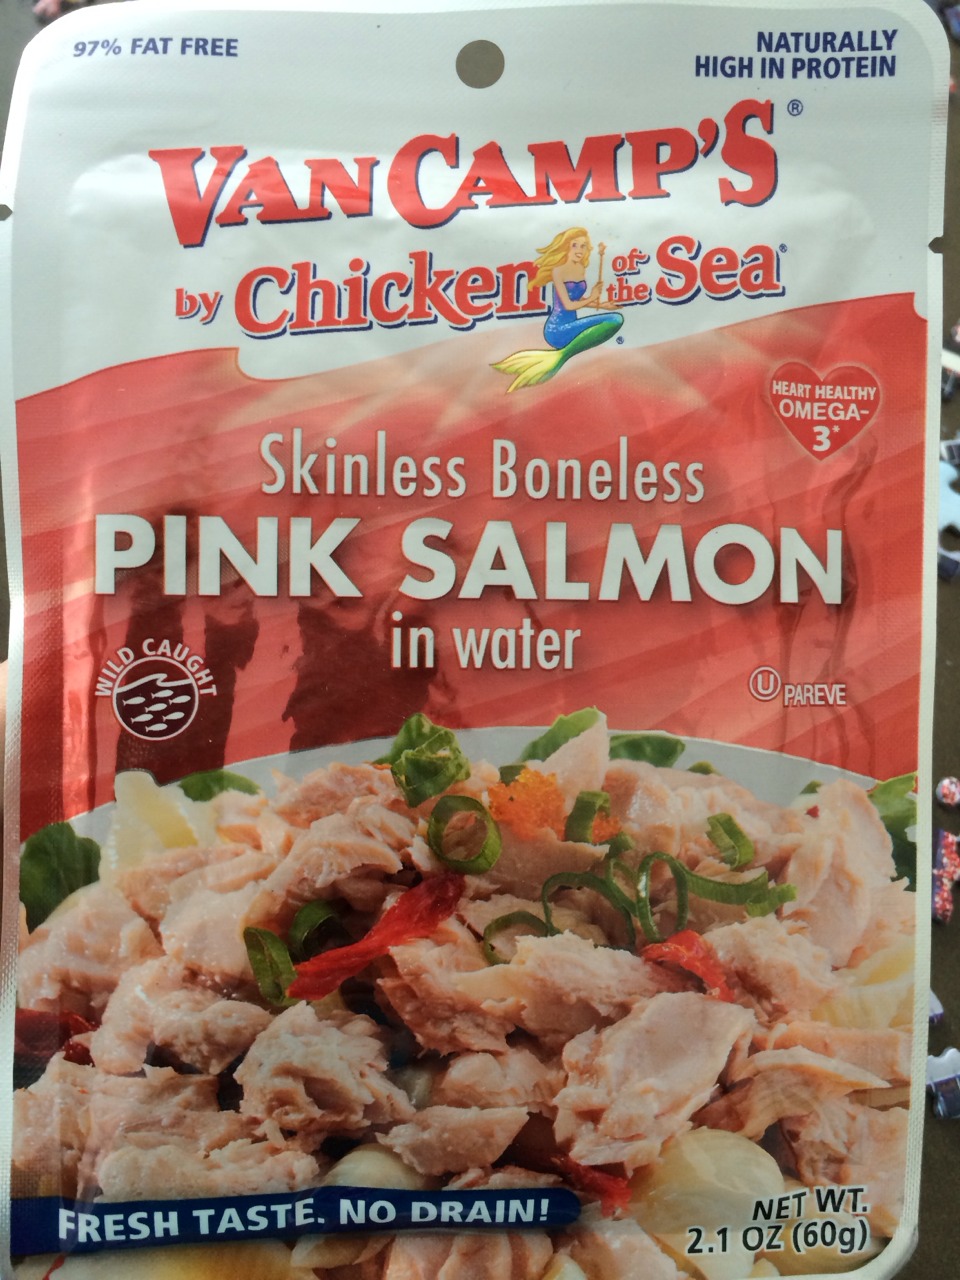 97% FAT FREE
NATURALLY
HIGH IN PROTEIN
VAN CAMP'S®
by Chicken of the Sea®
®
HEART HEALTHY
OMEGA-
3*
Skinless Boneless
PINK SALMON
in water
WILD CAUGHT
U PAREVE
FRESH TASTE. NO DRAIN!
NET WT.
2.1 OZ (60g)